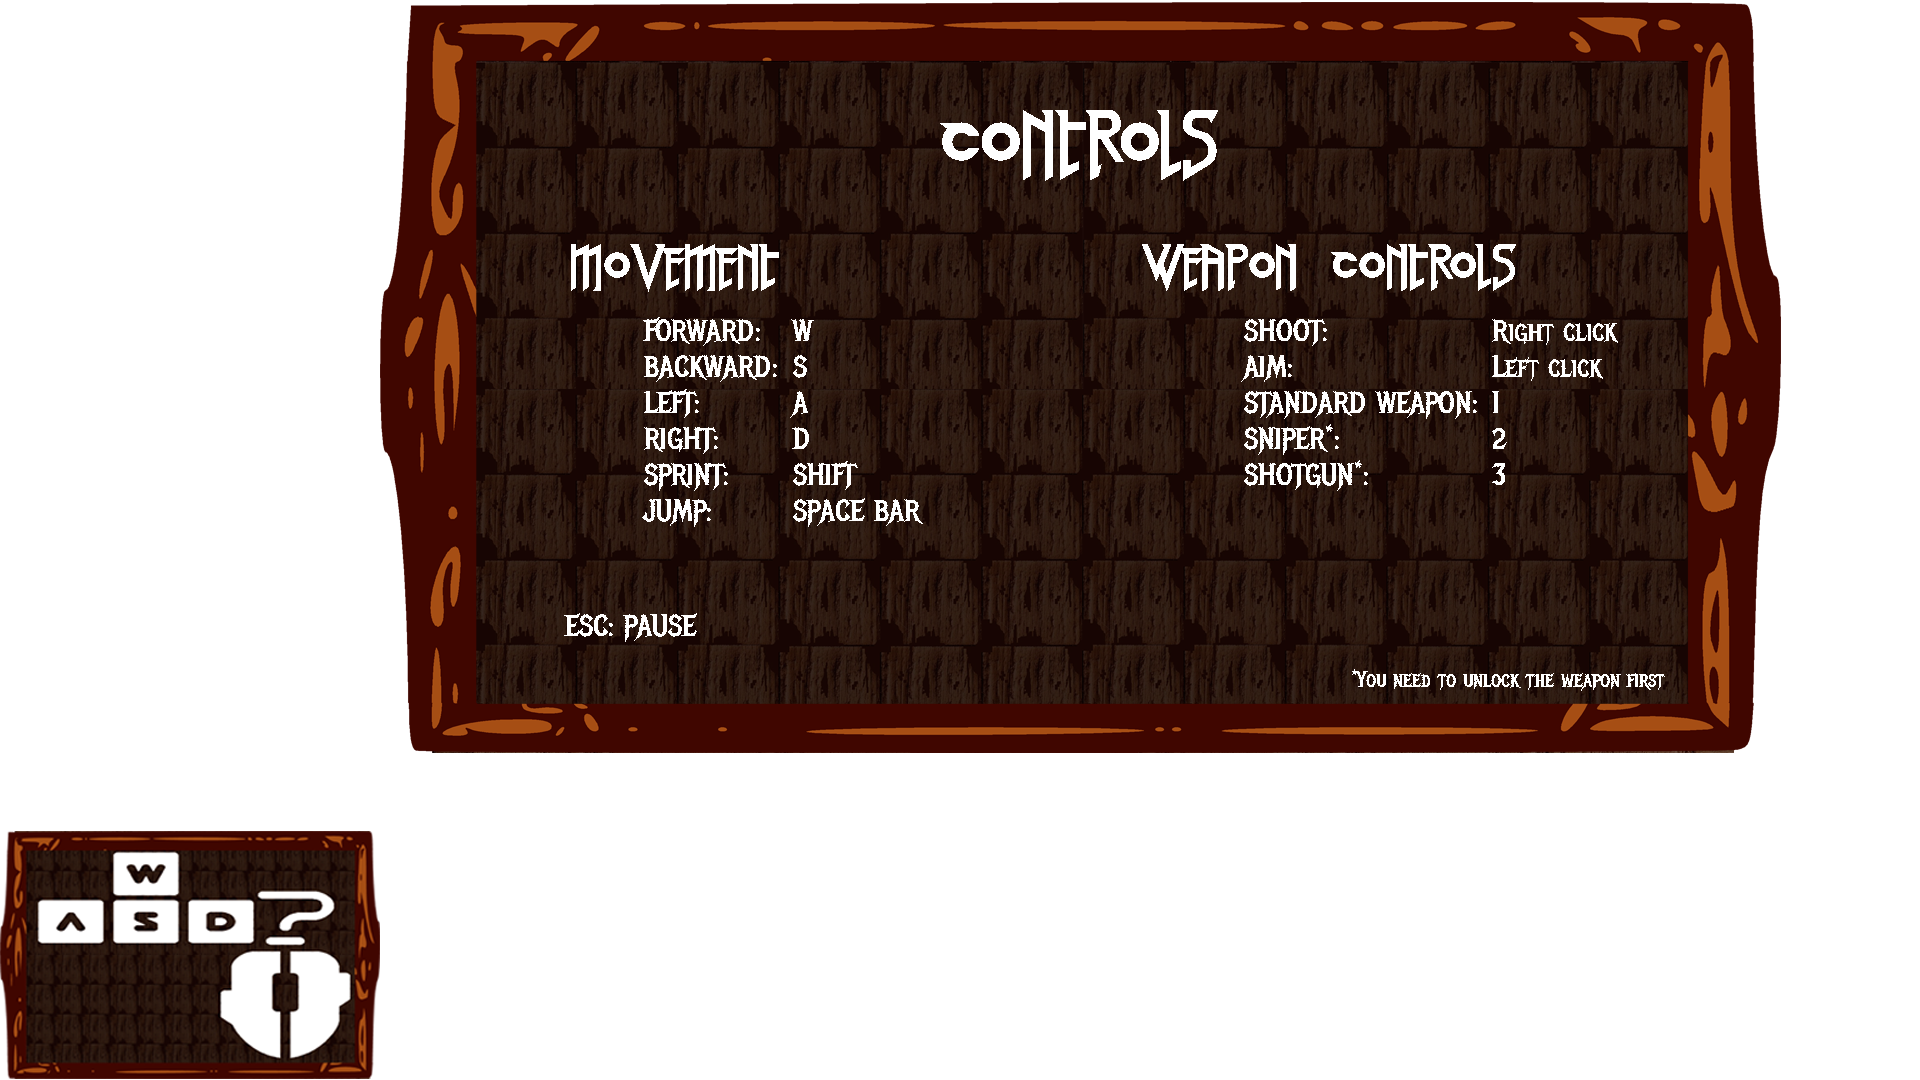 CONTROLS
MOVEMENT
FORWARD: W
BACKWARD: S
LEFT: A
RIGHT: D
SPRINT: SHIFT
JUMP: SPACE BAR
WEAPON CONTROLS
SHOOT: RIGHT CLICK
AIM: LEFT CLICK
STANDARD WEAPON: 1
SNIPER*: 2
SHOTGUN*: 3
ESC: PAUSE
*YOU NEED TO UNLOCK THE WEAPON FIRST
W
A S D ?